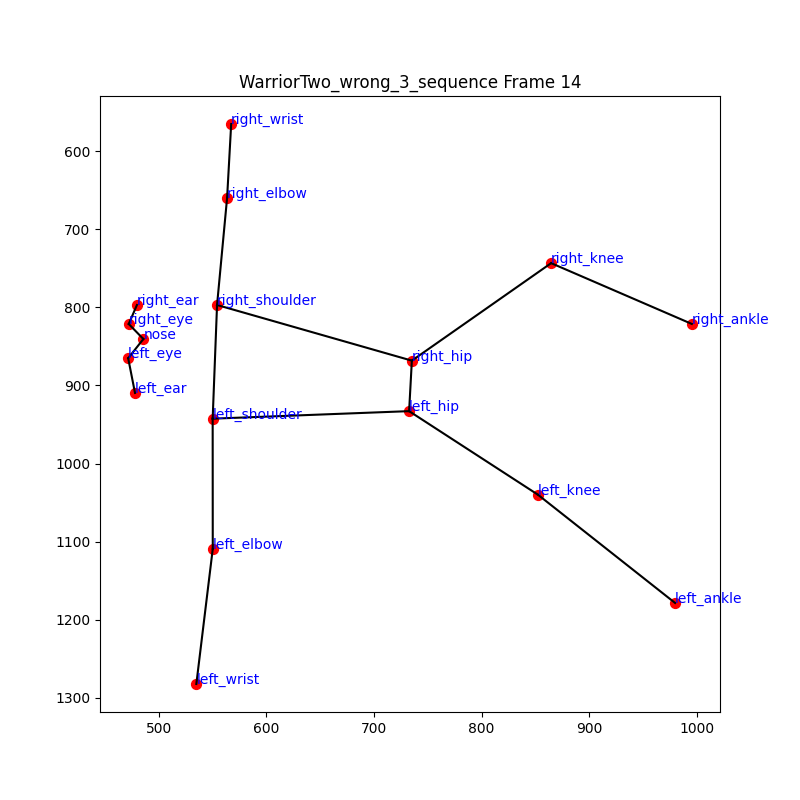 WarriorTwo_wrong_3_sequence Frame 14
right_wrist
right_elbow
right_knee
right_ear
right_shoulder
right_eye
right_ankle
nose
left_eye
right_hip
left_ear
left_hip
left_shoulder
left_knee
left_elbow
left_ankle
left_wrist
600
700
800
900
1000
1100
1200
1300
500 600 700 800 900 1000